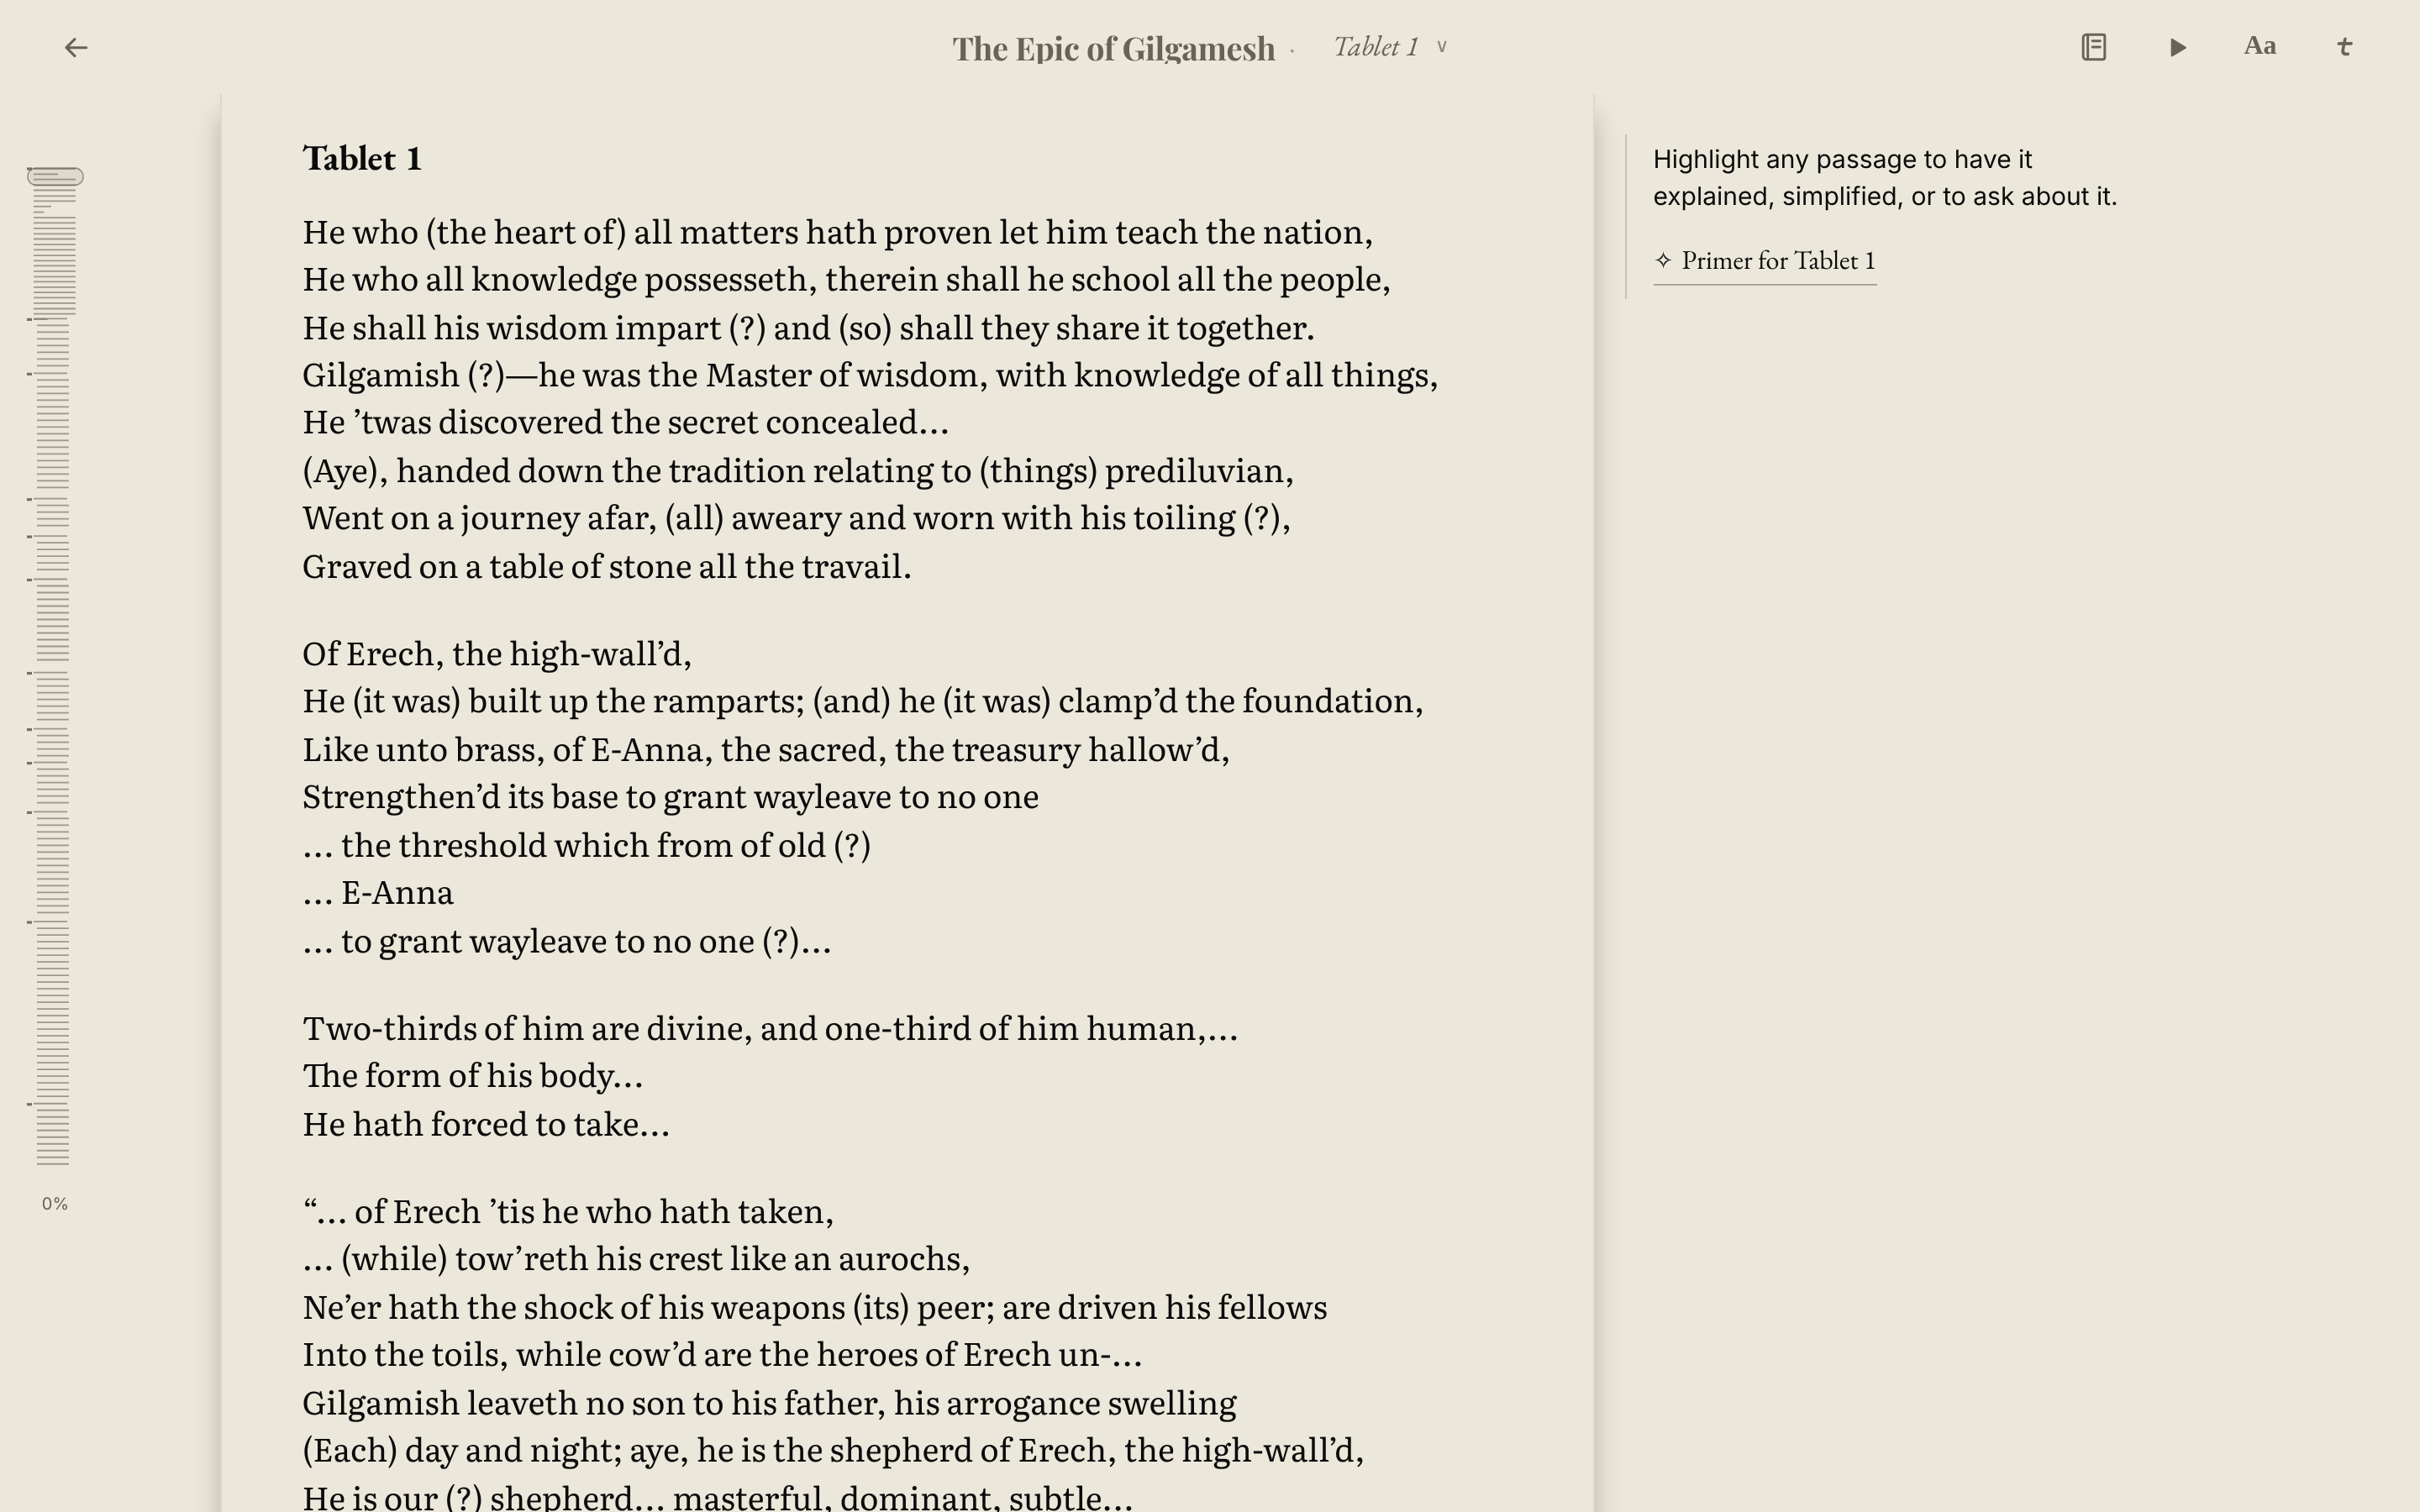 The Epic of Gilgamesh · Tablet 1
Aa
t
Tablet 1
He who (the heart of) all matters hath proven let him teach the nation,
He who all knowledge possesseth, therein shall he school all the people,
He shall his wisdom impart (?) and (so) shall they share it together.
Gilgamish (?)—he was the Master of wisdom, with knowledge of all things,
He ’twas discovered the secret concealed…
(Aye), handed down the tradition relating to (things) prediluvian,
Went on a journey afar, (all) aweary and worn with his toiling (?),
Graved on a table of stone all the travail.
Of Erech, the high-wall’d,
He (it was) built up the ramparts; (and) he (it was) clamp’d the foundation,
Like unto brass, of E-Anna, the sacred, the treasury hallow’d,
Strengthen’d its base to grant wayleave to no one
… the threshold which from of old (?)
… E-Anna
… to grant wayleave to no one (?)…
Two-thirds of him are divine, and one-third of him human,…
The form of his body…
He hath forced to take…
“… of Erech ’tis he who hath taken,
… (while) tow’reth his crest like an aurochs,
Ne’er hath the shock of his weapons (its) peer; are driven his fellows
Into the toils, while cow’d are the heroes of Erech un-…
Gilgamish leaveth no son to his father, his arrogance swelling
(Each) day and night; aye, he is the shepherd of Erech, the high-wall’d,
He is our (?) shepherd… masterful, dominant, subtle…
Highlight any passage to have it
explained, simplified, or to ask about it.
✧ Primer for Tablet 1
0%